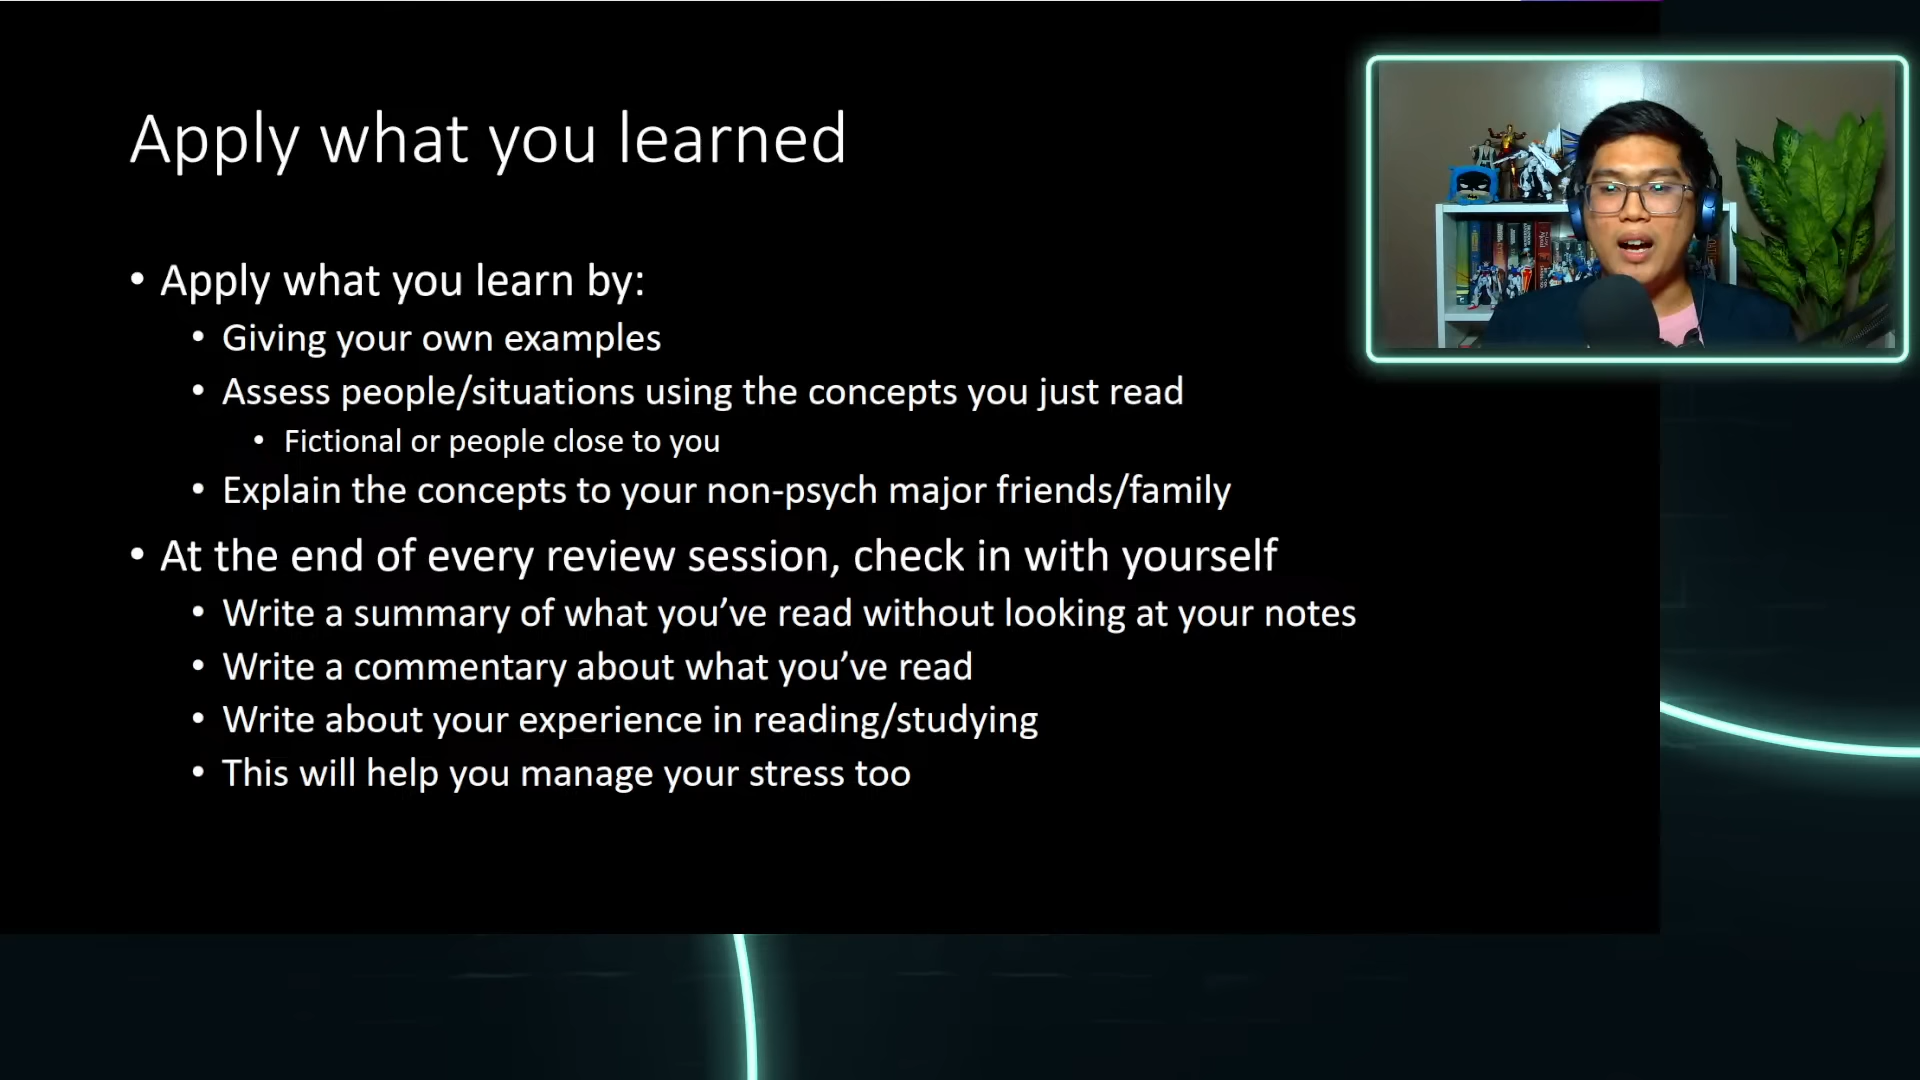 Apply what you learned
• Apply what you learn by:
• Giving your own examples
• Assess people/situations using the concepts you just read
• Fictional or people close to you
• Explain the concepts to your non-psych major friends/family
• At the end of every review session, check in with yourself
• Write a summary of what you’ve read without looking at your notes
• Write a commentary about what you’ve read
• Write about your experience in reading/studying
• This will help you manage your stress too